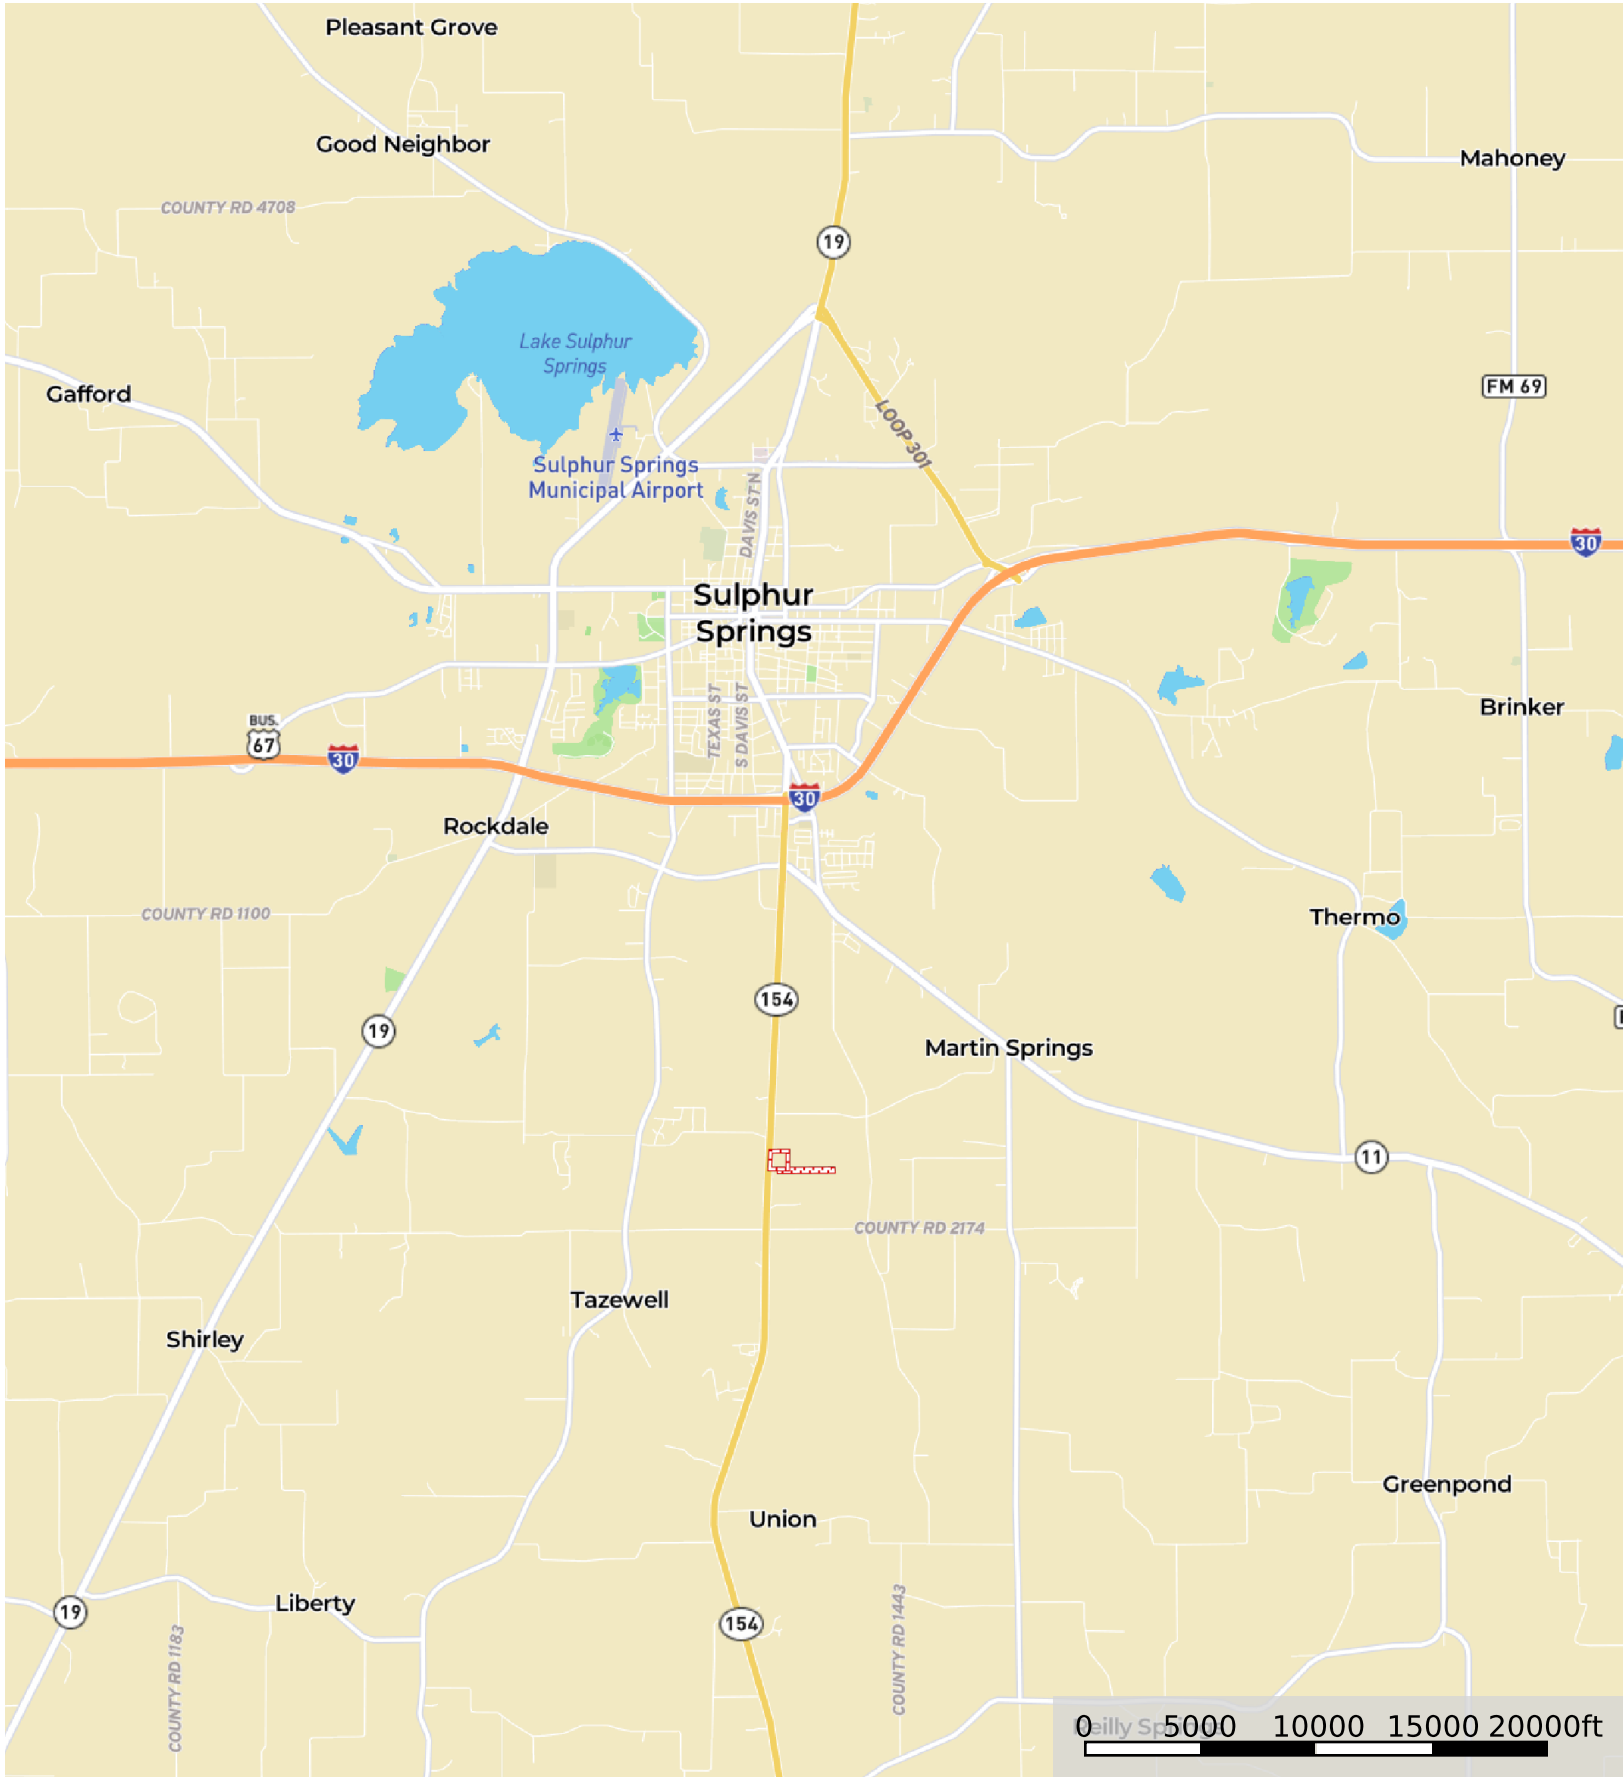 Pleasant Grove
Good Neighbor
Mahoney
COUNTY RD 4708
19
Lake Sulphur
Springs
Gafford
FM 69
LOOP 301
Sulphur Springs
Municipal Airport
DAVIS ST N
30
Sulphur
Springs
TEXAS ST
S DAVIS ST
Brinker
BUS.
67
30
30
Rockdale
COUNTY RD 1100
Thermo
154
19
Martin Springs
11
COUNTY RD 2174
Tazewell
Shirley
Greenpond
Union
Liberty
19
154
COUNTY RD 1183
COUNTY RD 1443
Reilly Springs
0 5000 10000 15000 20000ft